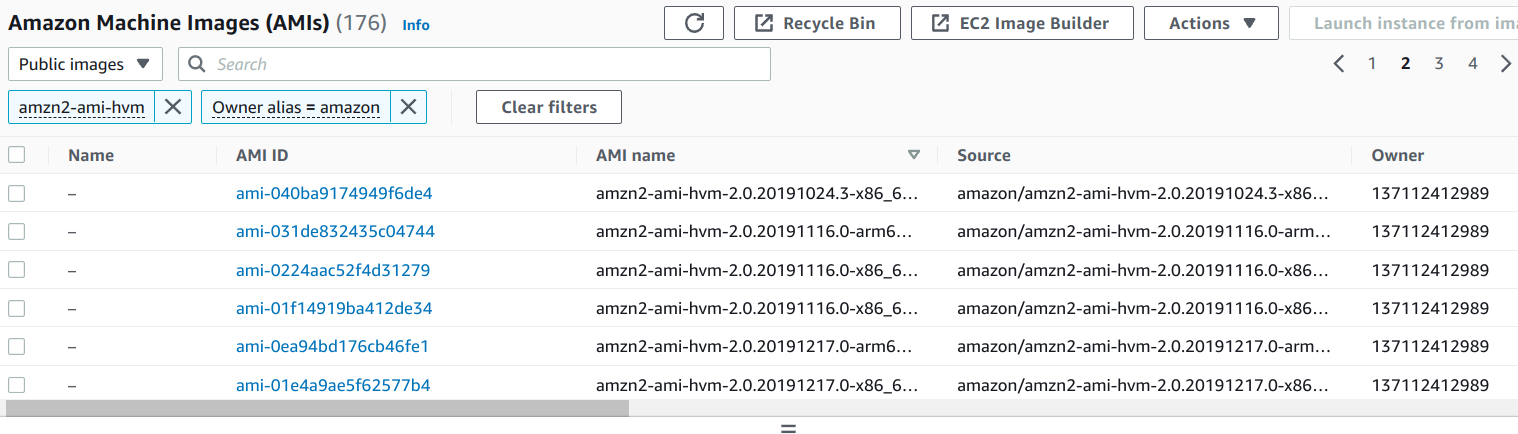 Amazon Machine Images (AMIs) (176) Info Recycle Bin EC2 Image Builder Actions Launch instance from ima
Public images Search 1 2 3 4
amzn2-ami-hvm Owner alias = amazon Clear filters
Name AMI ID AMI name Source Owner
– ami-040ba9174949f6de4 amzn2-ami-hvm-2.0.20191024.3-x86_6… amazon/amzn2-ami-hvm-2.0.20191024.3-x86… 137112412989
– ami-031de832435c04744 amzn2-ami-hvm-2.0.20191116.0-arm6… amazon/amzn2-ami-hvm-2.0.20191116.0-arm… 137112412989
– ami-0224aac52f4d31279 amzn2-ami-hvm-2.0.20191116.0-x86_6… amazon/amzn2-ami-hvm-2.0.20191116.0-x86… 137112412989
– ami-01f14919ba412de34 amzn2-ami-hvm-2.0.20191116.0-x86_6… amazon/amzn2-ami-hvm-2.0.20191116.0-x86… 137112412989
– ami-0ea94bd176cb46fe1 amzn2-ami-hvm-2.0.20191217.0-arm6… amazon/amzn2-ami-hvm-2.0.20191217.0-arm… 137112412989
– ami-01e4a9ae5f62577b4 amzn2-ami-hvm-2.0.20191217.0-x86_6… amazon/amzn2-ami-hvm-2.0.20191217.0-x86… 137112412989